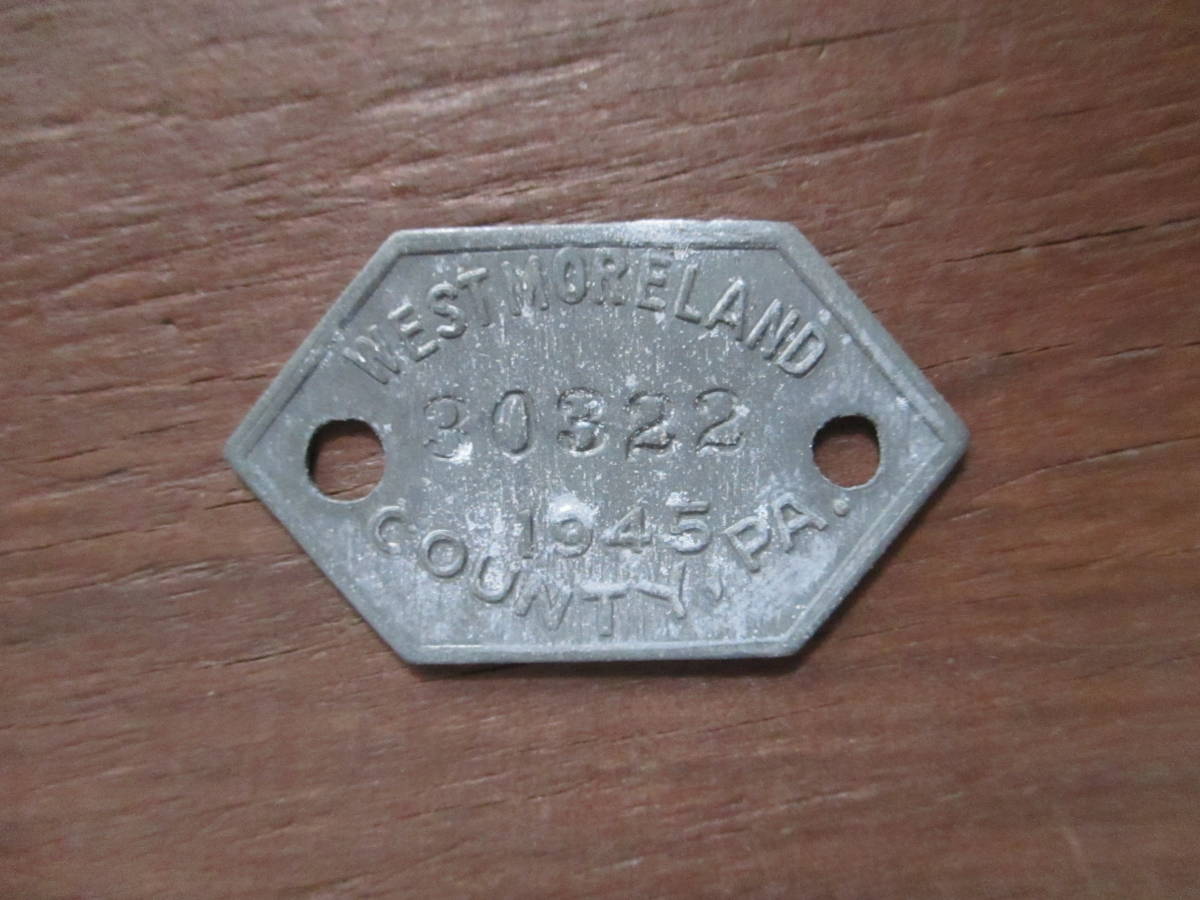 WESTMORELAND
30322
1945
COUNTY, PA.